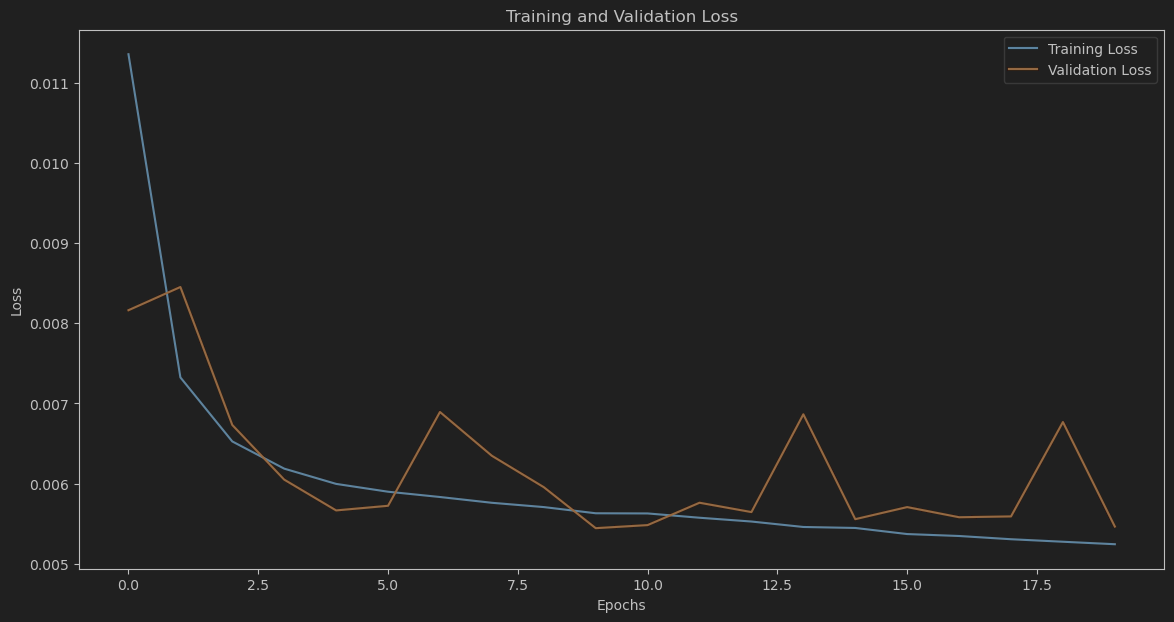 Training and Validation Loss
Training Loss
Validation Loss
0.011
0.010
0.009
0.008
0.007
0.006
0.005
Loss
0.0 2.5 5.0 7.5 10.0 12.5 15.0 17.5
Epochs